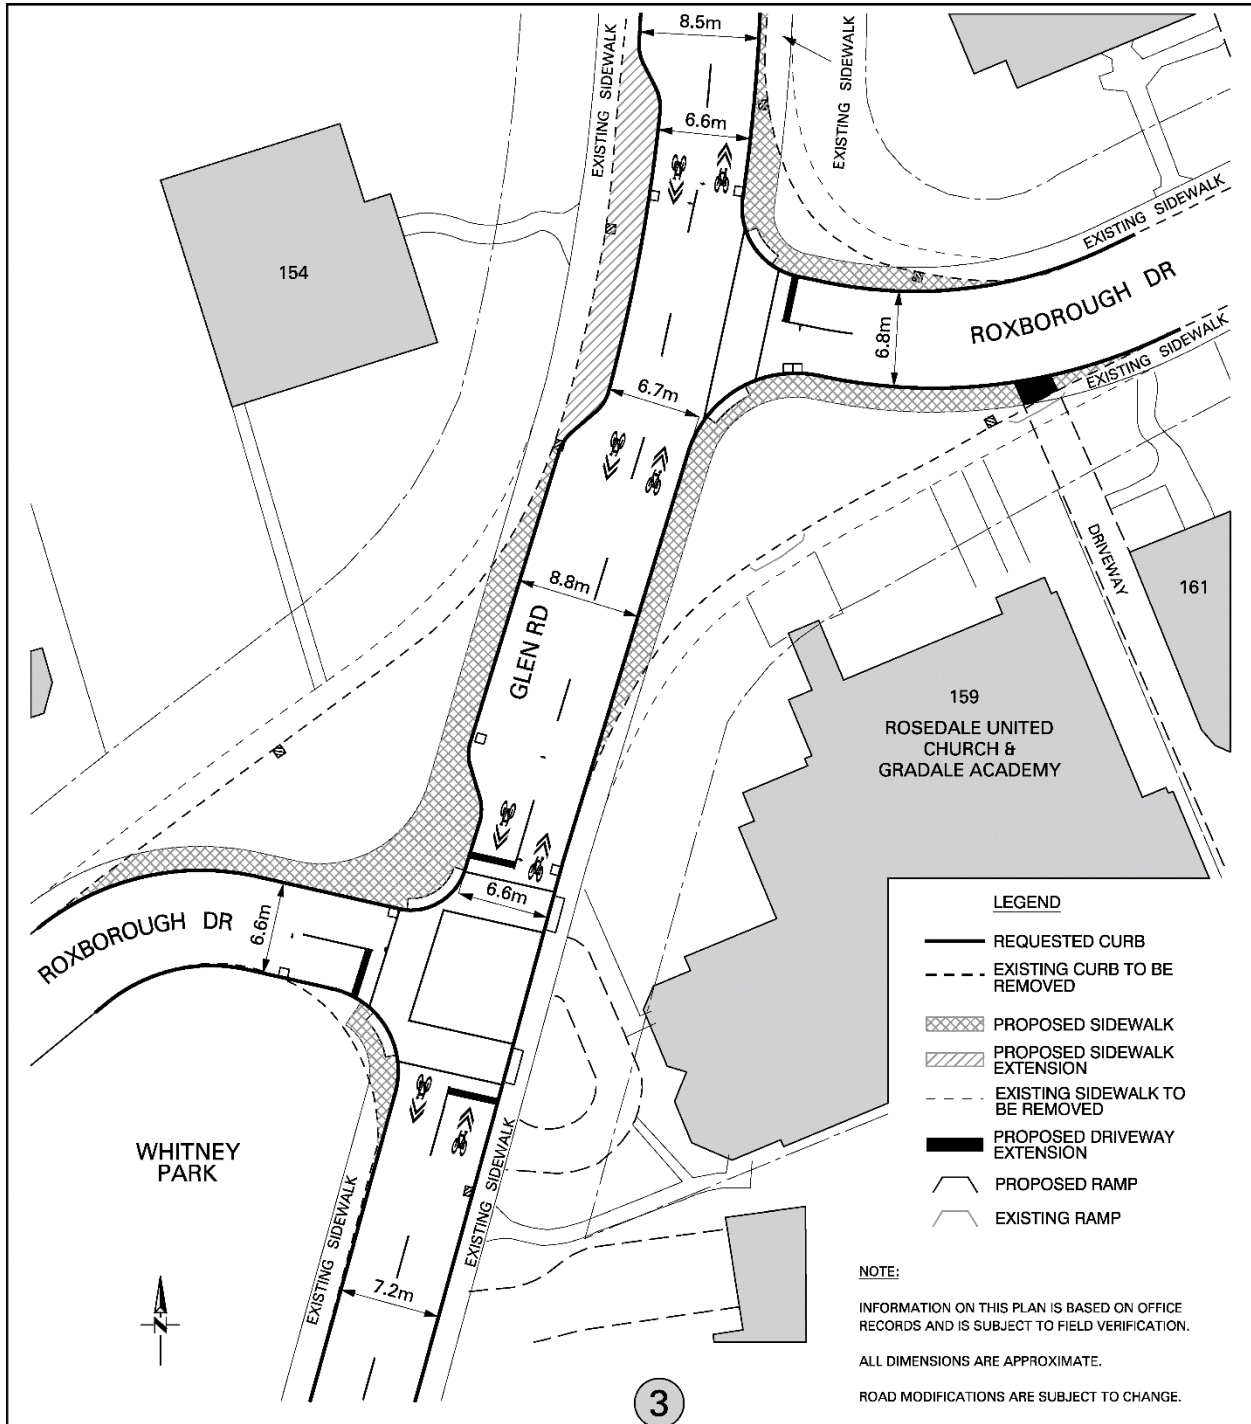 8.5m
EXISTING SIDEWALK
EXISTING SIDEWALK
6.6m
EXISTING SIDEWALK
154
ROXBOROUGH DR
6.8m
EXISTING SIDEWALK
6.7m
DRIVEWAY
161
8.8m
GLEN RD
159
ROSEDALE UNITED
CHURCH &
GRADALE ACADEMY
6.6m
ROXBOROUGH DR
6.6m
LEGEND
REQUESTED CURB
EXISTING CURB TO BE
REMOVED
PROPOSED SIDEWALK
PROPOSED SIDEWALK
EXTENSION
EXISTING SIDEWALK TO
BE REMOVED
PROPOSED DRIVEWAY
EXTENSION
PROPOSED RAMP
EXISTING RAMP
WHITNEY
PARK
EXISTING SIDEWALK
EXISTING SIDEWALK
7.2m
N
NOTE:
INFORMATION ON THIS PLAN IS BASED ON OFFICE
RECORDS AND IS SUBJECT TO FIELD VERIFICATION.
ALL DIMENSIONS ARE APPROXIMATE.
ROAD MODIFICATIONS ARE SUBJECT TO CHANGE.
3